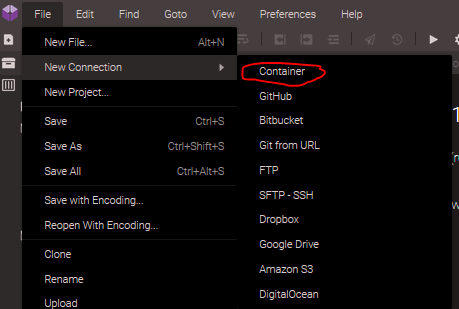 File Edit Find Goto View Preferences Help
New File... Alt+N
New Connection
New Project...
Save Ctrl+S
Save As Ctrl+Shift+S
Save All Ctrl+Alt+S
Save with Encoding...
Reopen With Encoding...
Clone
Rename
Upload
Container
GitHub
Bitbucket
Git from URL
FTP
SFTP - SSH
Dropbox
Google Drive
Amazon S3
DigitalOcean